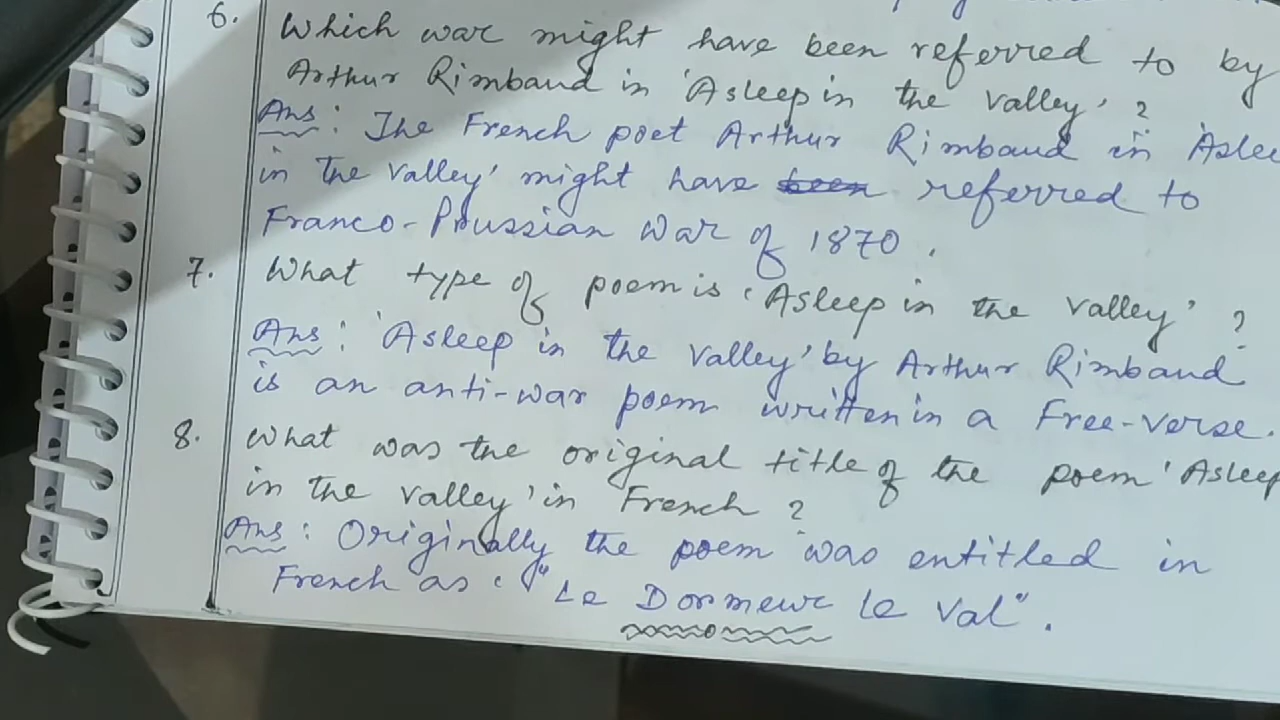 6. Which war might have been referred to by
Arthur Rimbaud in 'Asleep in the valley'?
Ans: The French poet Arthur Rimbaud in 'Aslee
in the valley' might have been referred to
Franco-Prussian War of 1870.
7. What type of poem is 'Asleep in the valley'?
Ans: 'Asleep in the valley' by Arthur Rimbaud
is an anti-war poem written in a Free-verse.
8. What was the original title of the poem 'Asleep
in the valley' in French?
Ans: Originally the poem was entitled in
French as: "Le Dormeur le Val".